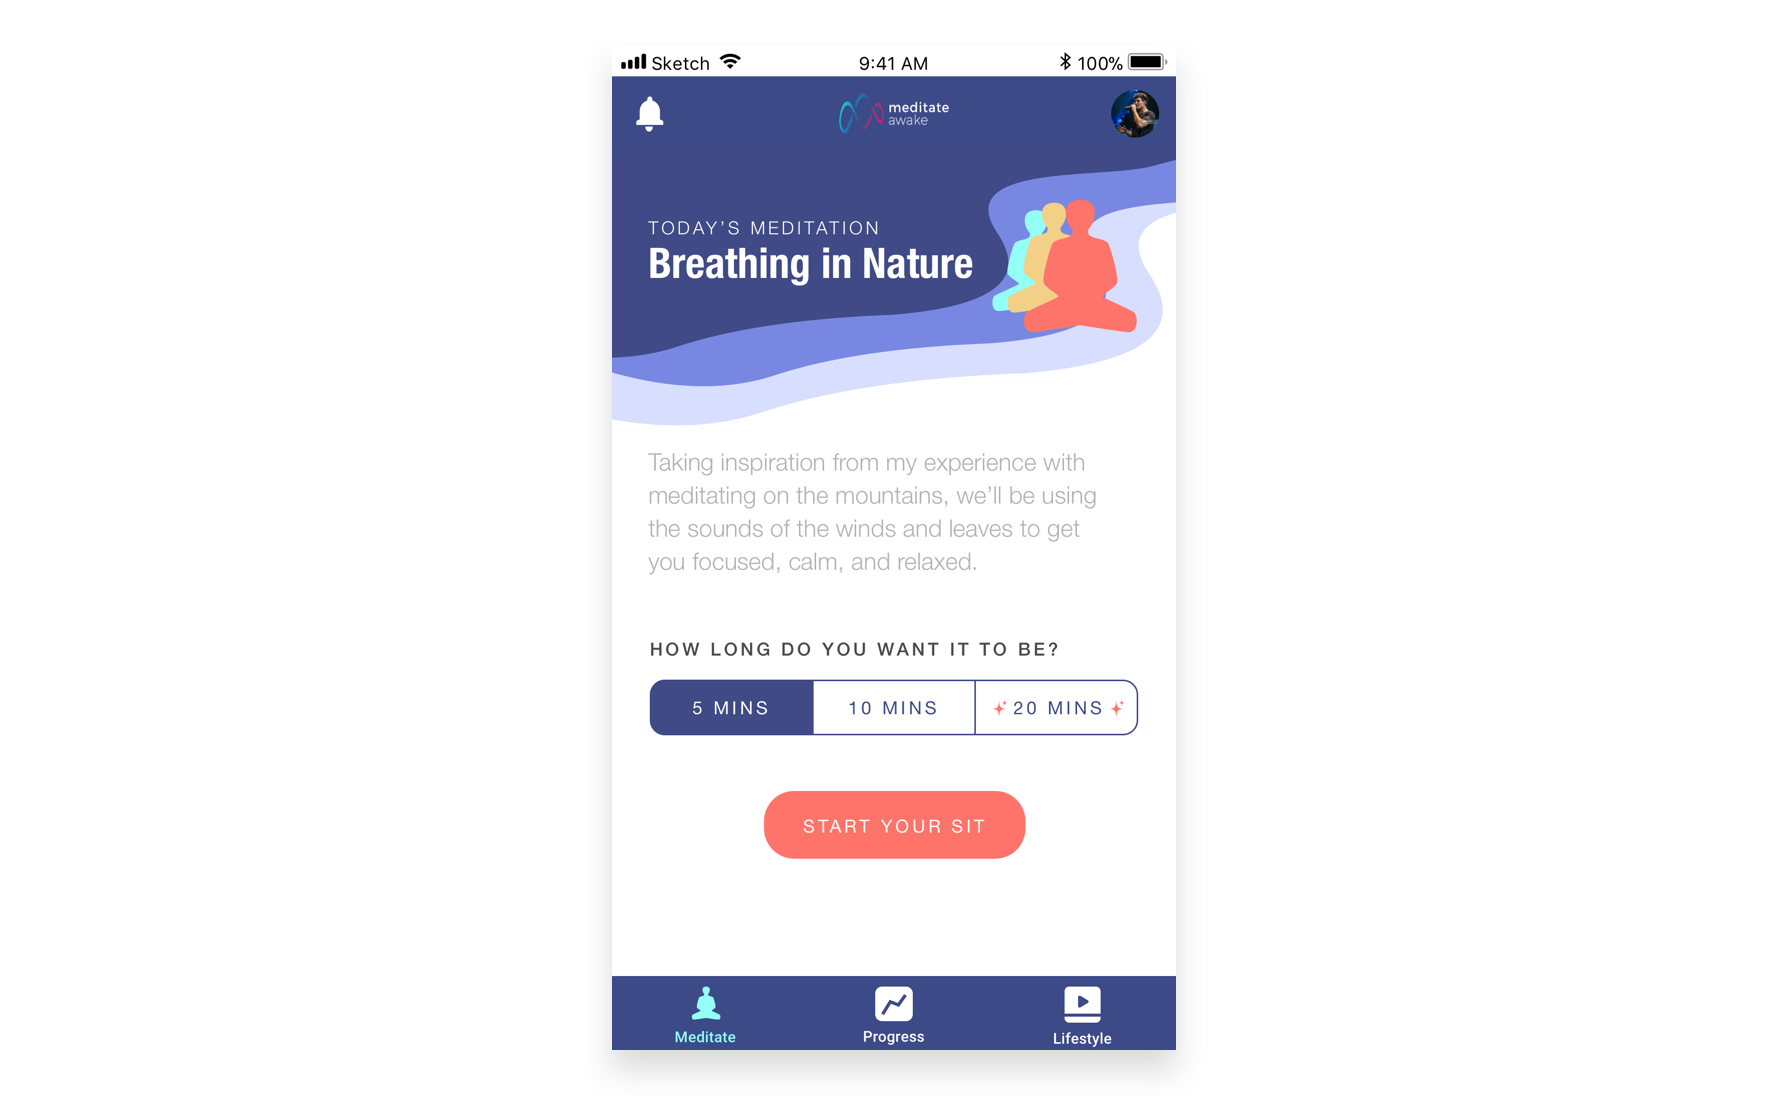 Sketch 9:41 AM 100%
meditate
awake
TODAY’S MEDITATION
Breathing in Nature
Taking inspiration from my experience with
meditating on the mountains, we’ll be using
the sounds of the winds and leaves to get
you focused, calm, and relaxed.
HOW LONG DO YOU WANT IT TO BE?
5 MINS 10 MINS 20 MINS
START YOUR SIT
Meditate Progress Lifestyle